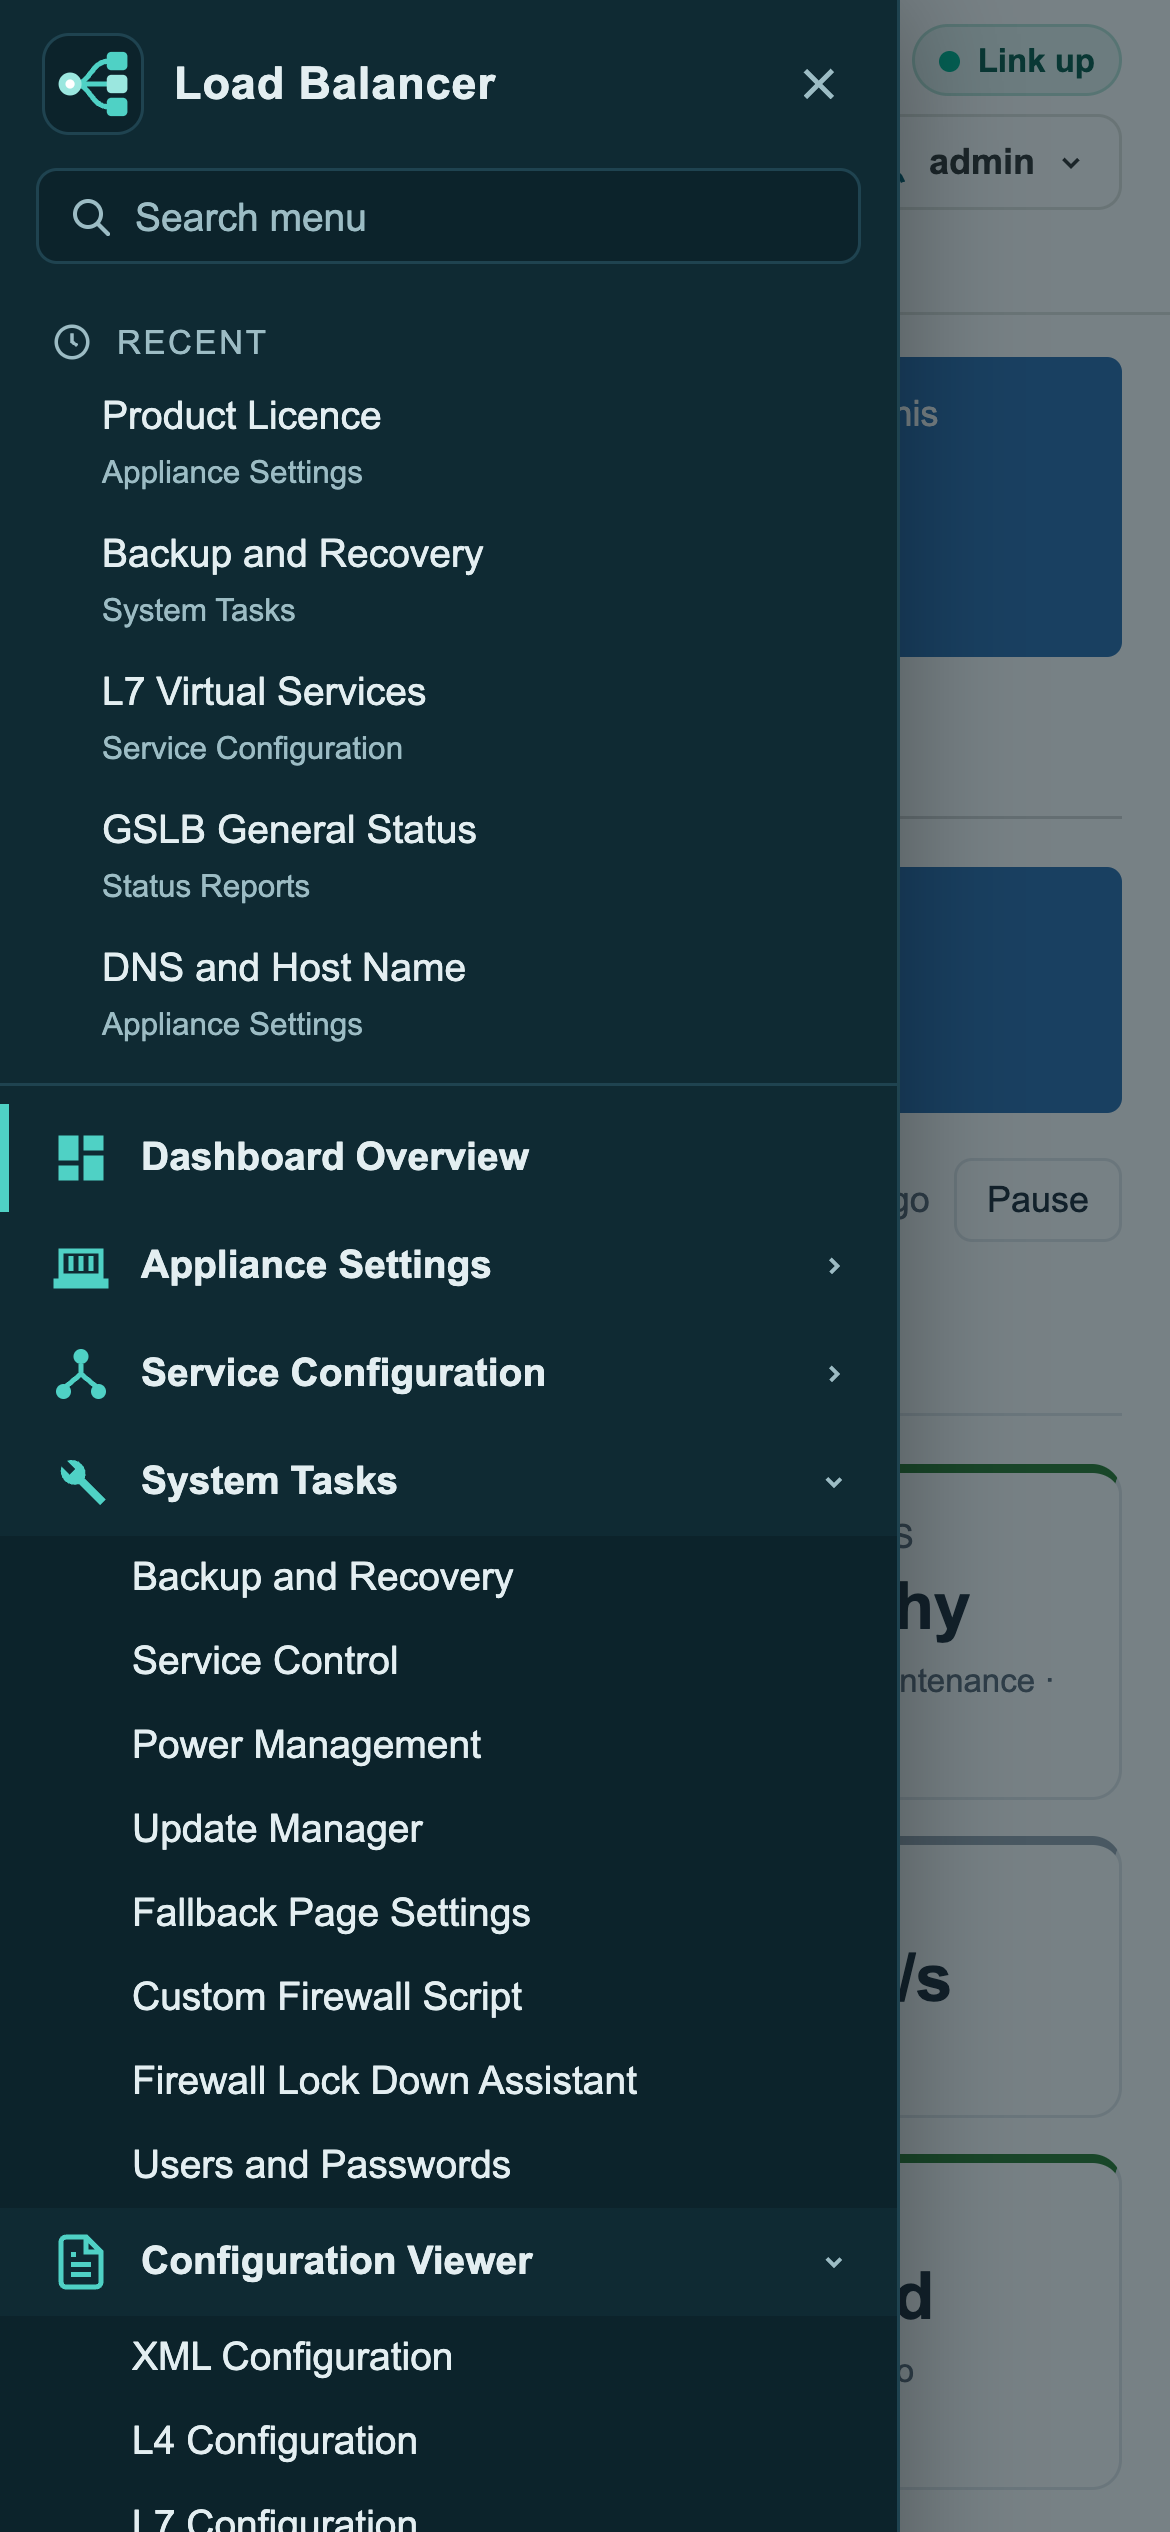 Load Balancer
Link up
admin
Search menu
RECENT
Product Licence
Appliance Settings
Backup and Recovery
System Tasks
L7 Virtual Services
Service Configuration
GSLB General Status
Status Reports
DNS and Host Name
Appliance Settings
Dashboard Overview
Pause
Appliance Settings
Service Configuration
System Tasks
Backup and Recovery
Service Control
Power Management
Update Manager
Fallback Page Settings
Custom Firewall Script
Firewall Lock Down Assistant
Users and Passwords
Configuration Viewer
XML Configuration
L4 Configuration
L7 Configuration